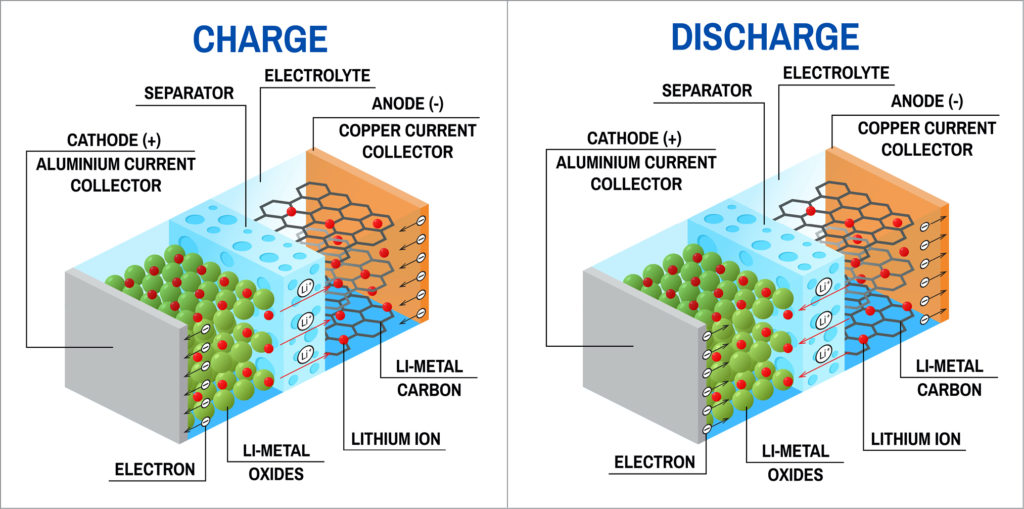 CHARGE
ELECTROLYTE
SEPARATOR
ANODE (-)
COPPER CURRENT
COLLECTOR
CATHODE (+)
ALUMINIUM CURRENT
COLLECTOR
Li+
Li+
Li+
LI-METAL
CARBON
LITHIUM ION
LI-METAL
OXIDES
ELECTRON
DISCHARGE
ELECTROLYTE
SEPARATOR
ANODE (-)
COPPER CURRENT
COLLECTOR
CATHODE (+)
ALUMINIUM CURRENT
COLLECTOR
Li+
Li+
Li+
LI-METAL
CARBON
LITHIUM ION
LI-METAL
OXIDES
ELECTRON